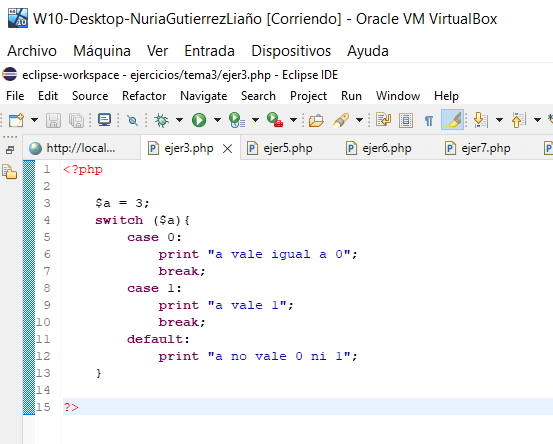 W10-Desktop-NuriaGutierrezLiaño [Corriendo] - Oracle VM VirtualBox
Archivo Máquina Ver Entrada Dispositivos Ayuda
eclipse-workspace - ejercicios/tema3/ejer3.php - Eclipse IDE
File Edit Source Refactor Navigate Search Project Run Window Help
http://local... ejer3.php ejer5.php ejer6.php ejer7.php
1 <?php
2
3 $a = 3;
4 switch ($a){
5 case 0:
6 print "a vale igual a 0";
7 break;
8 case 1:
9 print "a vale 1";
10 break;
11 default:
12 print "a no vale 0 ni 1";
13 }
14
15 ?>